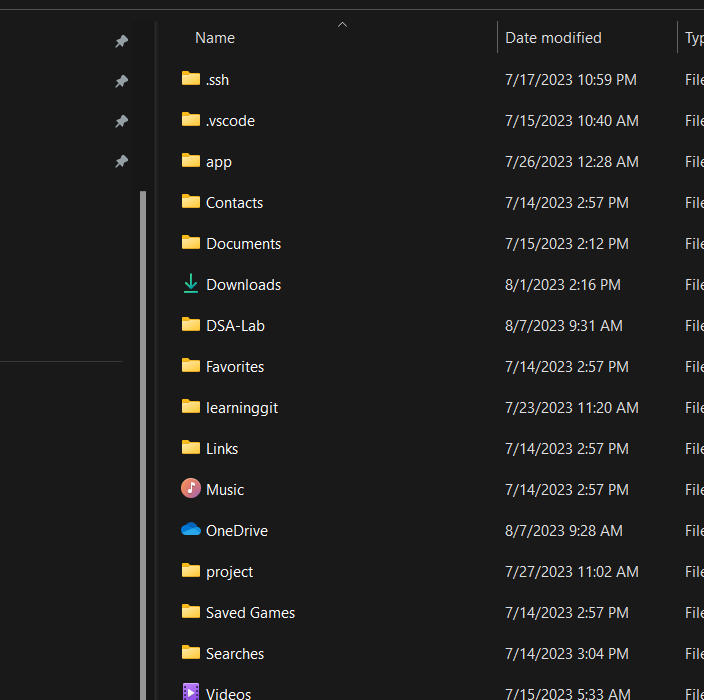 Name Date modified Typ
.ssh 7/17/2023 10:59 PM File
.vscode 7/15/2023 10:40 AM File
app 7/26/2023 12:28 AM File
Contacts 7/14/2023 2:57 PM File
Documents 7/15/2023 2:12 PM File
Downloads 8/1/2023 2:16 PM File
DSA-Lab 8/7/2023 9:31 AM File
Favorites 7/14/2023 2:57 PM File
learninggit 7/23/2023 11:20 AM File
Links 7/14/2023 2:57 PM File
Music 7/14/2023 2:57 PM File
OneDrive 8/7/2023 9:28 AM File
project 7/27/2023 11:02 AM File
Saved Games 7/14/2023 2:57 PM File
Searches 7/14/2023 3:04 PM File
Videos 7/15/2023 5:33 AM File